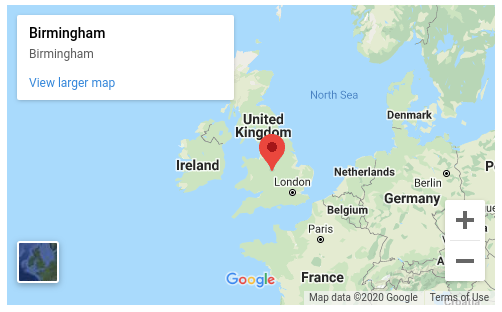 Birmingham
Birmingham
View larger map
North Sea
United
Kingdom
Denmark
Ireland
Netherlands
London
Berlin
Germany
Belgium
Paris
France
Google
Map data ©2020 Google
Terms of Use
Croatia